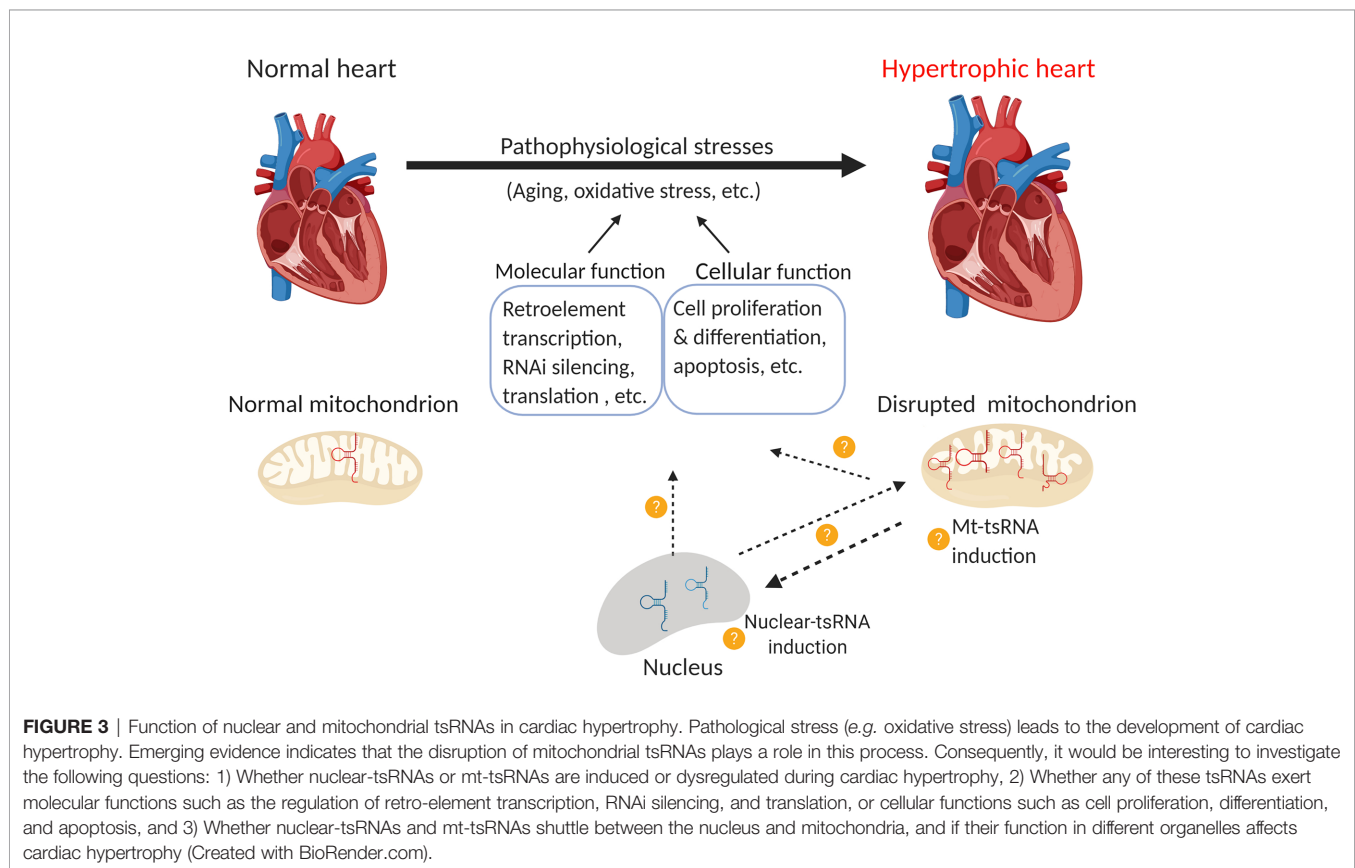 Normal heart
Hypertrophic heart
Pathophysiological stresses
(Aging, oxidative stress, etc.)
Molecular function
Cellular function
Retroelement
transcription,
RNAi silencing,
translation , etc.
Cell proliferation
& differentiation,
apoptosis, etc.
Normal mitochondrion
Disrupted mitochondrion
?
?
?
? Mt-tsRNA
induction
? Nuclear-tsRNA
induction
Nucleus
FIGURE 3 | Function of nuclear and mitochondrial tsRNAs in cardiac hypertrophy. Pathological stress (e.g. oxidative stress) leads to the development of cardiac
hypertrophy. Emerging evidence indicates that the disruption of mitochondrial tsRNAs plays a role in this process. Consequently, it would be interesting to investigate
the following questions: 1) Whether nuclear-tsRNAs or mt-tsRNAs are induced or dysregulated during cardiac hypertrophy, 2) Whether any of these tsRNAs exert
molecular functions such as the regulation of retro-element transcription, RNAi silencing, and translation, or cellular functions such as cell proliferation, differentiation,
and apoptosis, and 3) Whether nuclear-tsRNAs and mt-tsRNAs shuttle between the nucleus and mitochondria, and if their function in different organelles affects
cardiac hypertrophy (Created with BioRender.com).